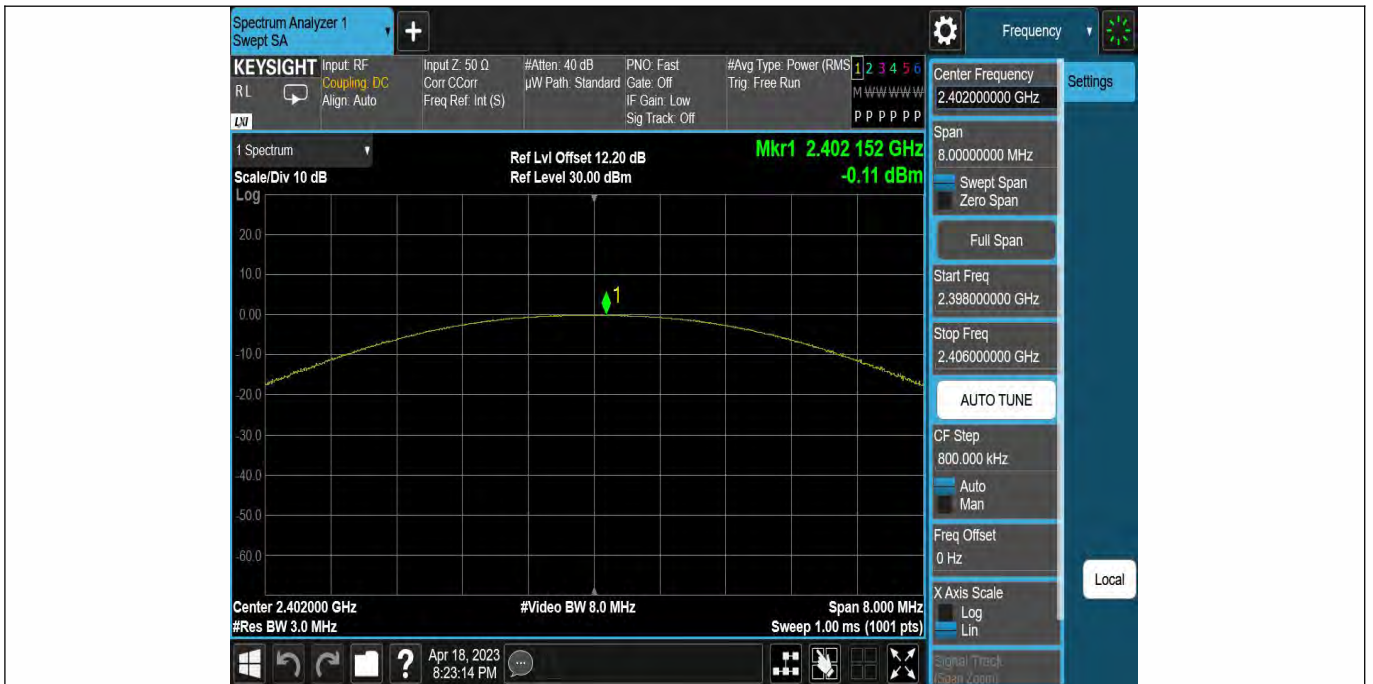 Spectrum Analyzer 1
Swept SA
+
Frequency
KEYSIGHT
RL
LXI
Input: RF
Coupling: DC
Align: Auto
Input Z: 50 Ω
Corr CCorr
Freq Ref: Int (S)
#Atten: 40 dB
µW Path: Standard
PNO: Fast
Gate: Off
IF Gain: Low
Sig Track: Off
#Avg Type: Power (RMS
Trig: Free Run
1 2 3 4 5 6
M W W W W W
P P P P P P
1 Spectrum
Scale/Div 10 dB
Ref Lvl Offset 12.20 dB
Ref Level 30.00 dBm
Mkr1 2.402 152 GHz
-0.11 dBm
Log
20.0
10.0
0.00
-10.0
-20.0
-30.0
-40.0
-50.0
-60.0
1
Center 2.402000 GHz
#Res BW 3.0 MHz
#Video BW 8.0 MHz
Span 8.000 MHz
Sweep 1.00 ms (1001 pts)
Center Frequency
2.402000000 GHz
Settings
Span
8.00000000 MHz
Swept Span
Zero Span
Full Span
Start Freq
2.398000000 GHz
Stop Freq
2.406000000 GHz
AUTO TUNE
CF Step
800.000 kHz
Auto
Man
Freq Offset
0 Hz
X Axis Scale
Log
Lin
Signal Track
(Span Zoom)
Local
?
Apr 18, 2023
8:23:14 PM